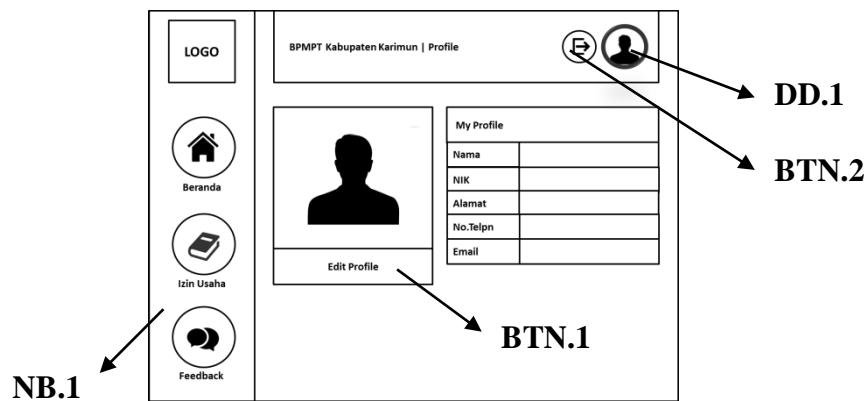 LOGO
BPMPT Kabupaten Karimun | Profile
DD.1
BTN.2
My Profile
Nama
NIK
Alamat
No.Telpn
Email
Beranda
Izin Usaha
Feedback
Edit Profile
BTN.1
NB.1